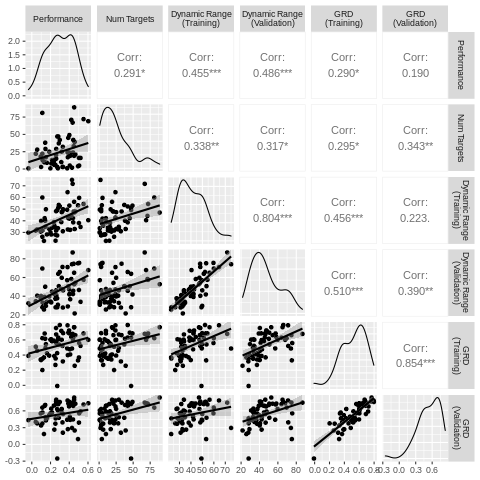 Performance
Num Targets
Dynamic Range
(Training)
Dynamic Range
(Validation)
GRD
(Training)
GRD
(Validation)
2.0
1.5
1.0
0.5
0.0
Corr:
0.291*
Corr:
0.455***
Corr:
0.486***
Corr:
0.290*
Corr:
0.190
Performance
75
50
25
0
Corr:
0.338**
Corr:
0.317*
Corr:
0.295*
Corr:
0.343**
Num Targets
70
60
50
40
30
Corr:
0.804***
Corr:
0.456***
Corr:
0.223.
Dynamic Range
(Training)
80
60
40
20
Corr:
0.510***
Corr:
0.390**
Dynamic Range
(Validation)
0.8
0.6
0.4
0.2
0.0
Corr:
0.854***
GRD
(Training)
0.6
0.3
0.0
-0.3
GRD
(Validation)
0.0 0.2 0.4 0.6
0 25 50 75
30 40 50 60 70
20 40 60 80
0.0 0.2 0.4 0.6 0.8
0.0 0.3 0.6